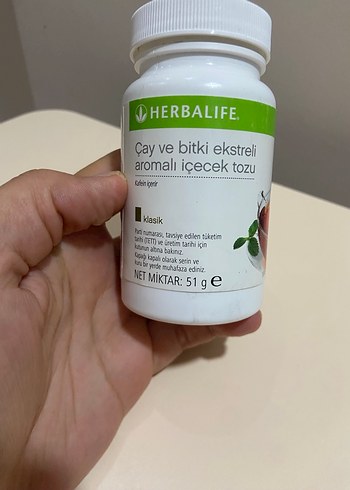 HERBALIFE.
Çay ve bitki ekstreli
aromalı içecek tozu
Kafein içerir
klasik
Parti numarası, tavsiye edilen tüketim
tarihi (TETT) ve üretim tarihi için
kutunun altına bakınız.
Kapağı kapalı olarak serin ve
kuru bir yerde muhafaza ediniz.
NET MİKTAR: 51 g e